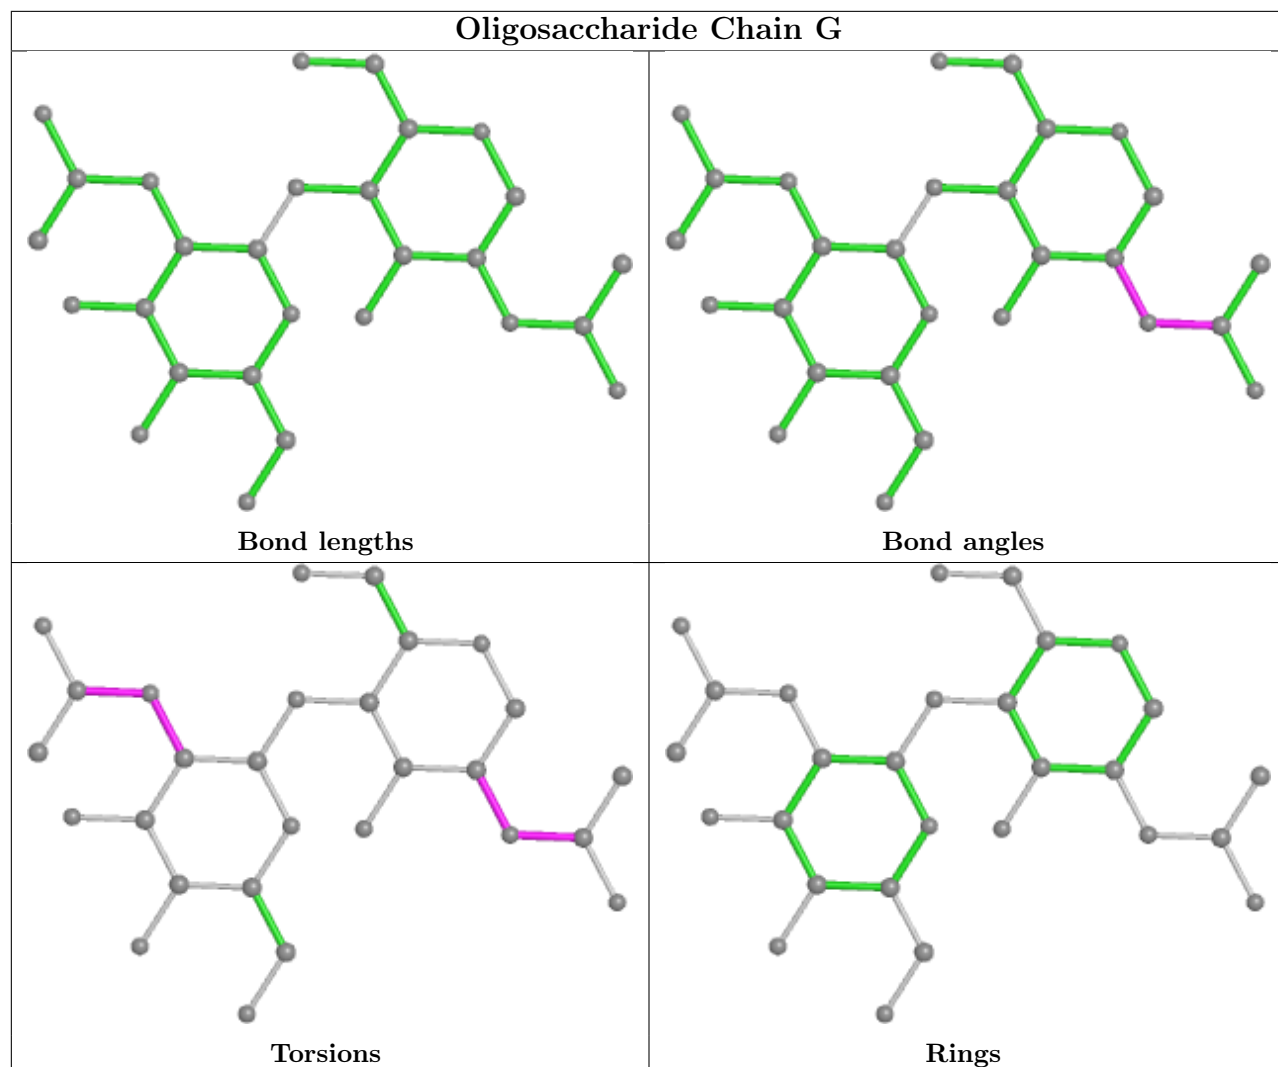 Oligosaccharide Chain G
Bond lengths
Bond angles
Torsions
Rings